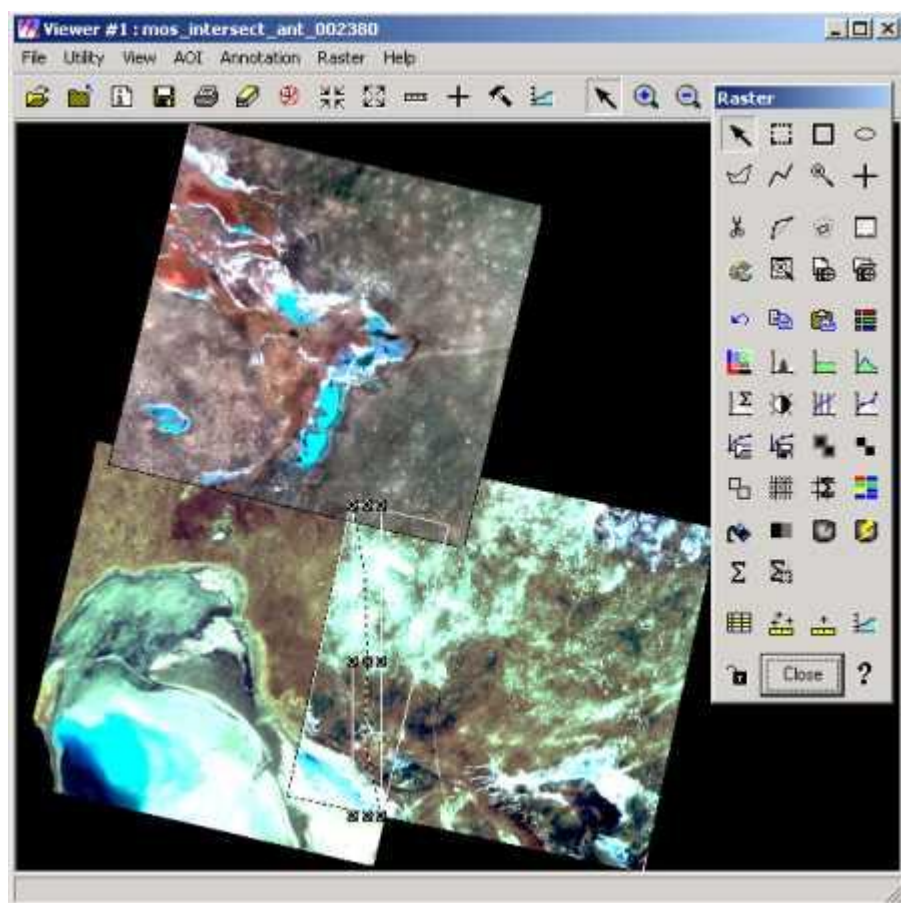 Viewer #1 : mos_intersect_ant_002380
File Utility View AOI Annotation Raster Help
Raster
Close